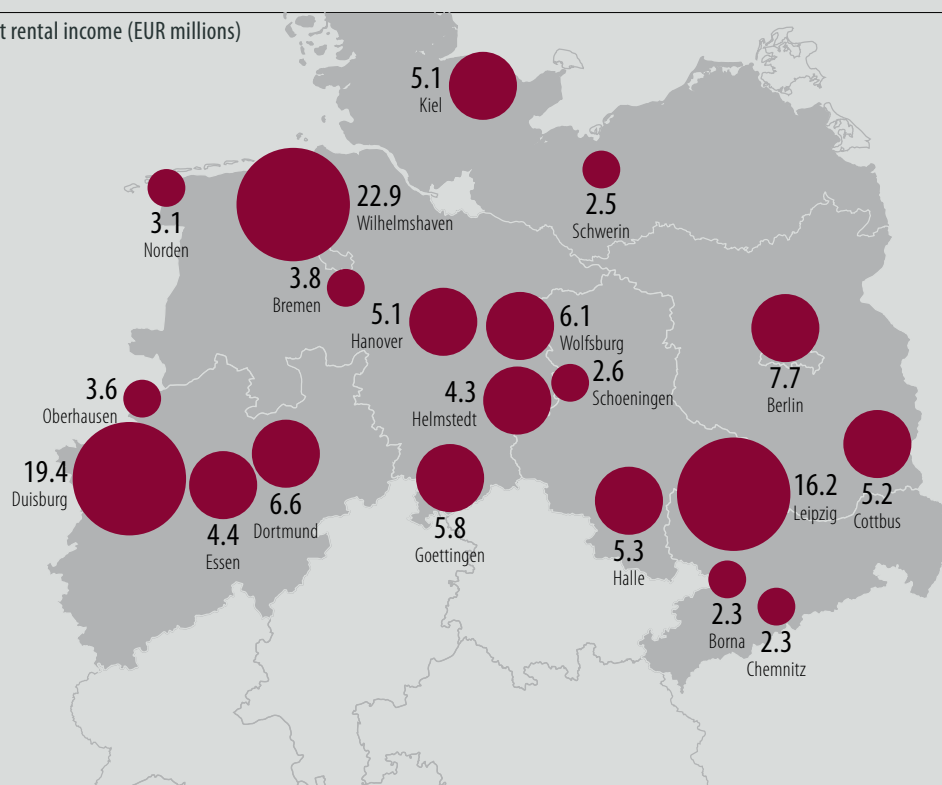 t rental income (EUR millions)
5.1
Kiel
2.5
Schwerin
22.9
Wilhelmshaven
3.1
Norden
3.8
Bremen
5.1
Hanover
6.1
Wolfsburg
7.7
Berlin
2.6
Schoeningen
4.3
Helmstedt
3.6
Oberhausen
19.4
Duisburg
4.4
Essen
6.6
Dortmund
5.8
Goettingen
5.3
Halle
16.2
Leipzig
5.2
Cottbus
2.3
Borna
2.3
Chemnitz